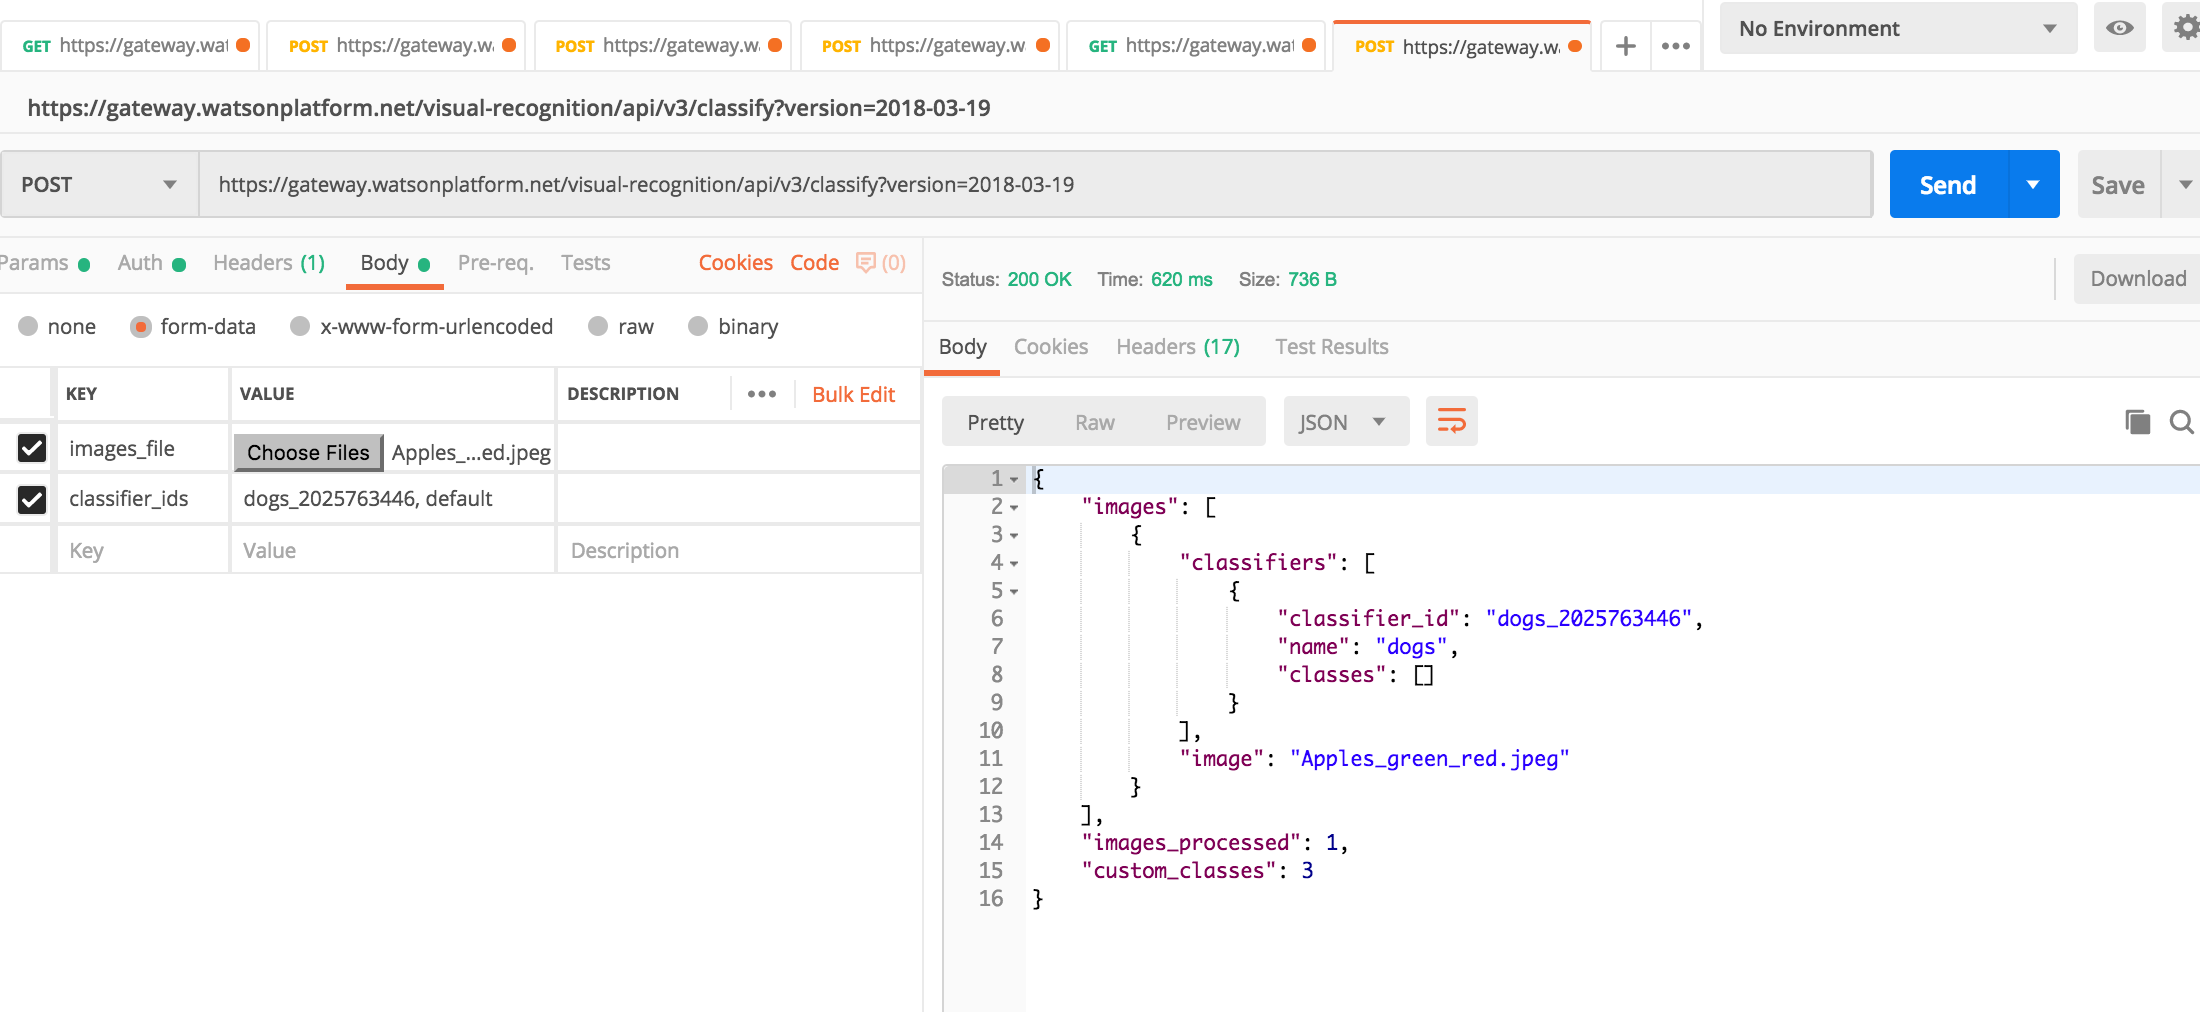 GET https://gateway.wat POST https://gateway.w POST https://gateway.w POST https://gateway.w GET https://gateway.wat POST https://gateway.w + ••• No Environment
https://gateway.watsonplatform.net/visual-recognition/api/v3/classify?version=2018-03-19
POST https://gateway.watsonplatform.net/visual-recognition/api/v3/classify?version=2018-03-19 Send Save
Params Auth Headers (1) Body Pre-req. Tests Cookies Code (0)
none form-data x-www-form-urlencoded raw binary
KEY VALUE DESCRIPTION ••• Bulk Edit
images_file Choose Files Apples_...ed.jpeg
classifier_ids dogs_2025763446, default
Key Value Description
Status: 200 OK Time: 620 ms Size: 736 B Download
Body Cookies Headers (17) Test Results
Pretty Raw Preview JSON
1 {
2 "images": [
3 {
4 "classifiers": [
5 {
6 "classifier_id": "dogs_2025763446",
7 "name": "dogs",
8 "classes": []
9 }
10 ],
11 "image": "Apples_green_red.jpeg"
12 }
13 ],
14 "images_processed": 1,
15 "custom_classes": 3
16 }